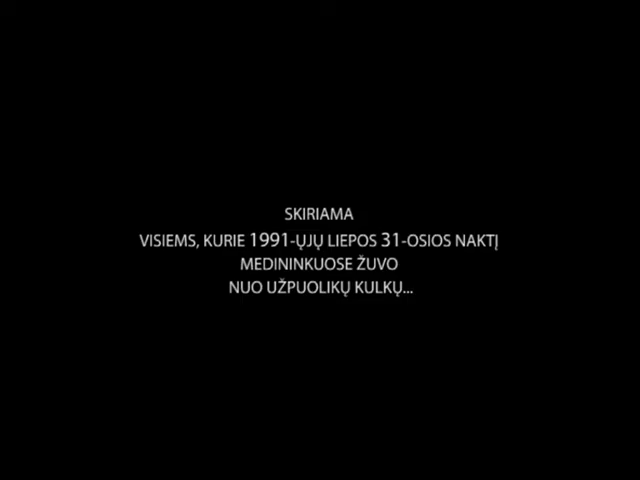 SKIRIAMA
VISIEMS, KURIE 1991-ŲJŲ LIEPOS 31-OSIOS NAKTĮ
MEDININKUOSE ŽUVO
NUO UŽPUOLIKŲ KULKŲ...